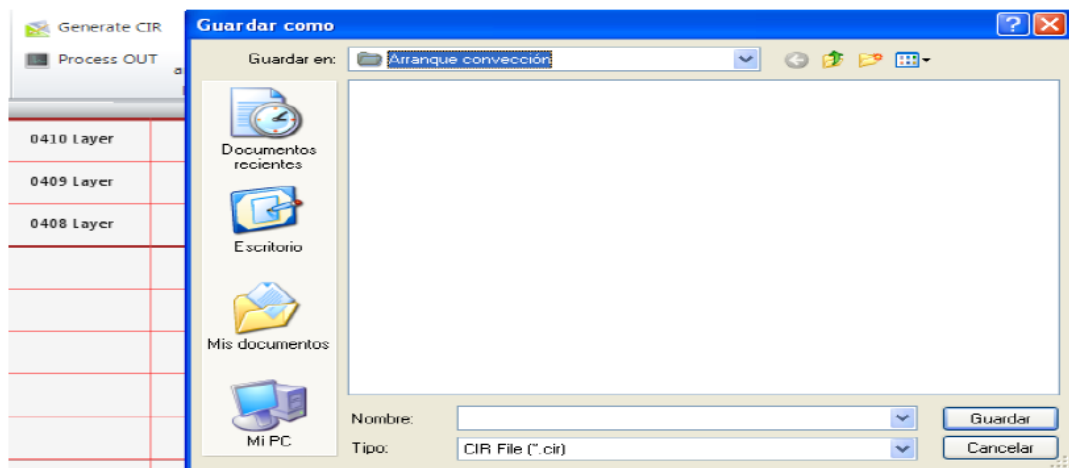 Generate CIR
Process OUT
a
0410 Layer
0409 Layer
0408 Layer
Guardar como
Guardar en: Arranque convección
Documentos
recientes
Escritorio
Mis documentos
Mi PC
Nombre:
Guardar
Tipo: CIR File (*.cir)
Cancelar